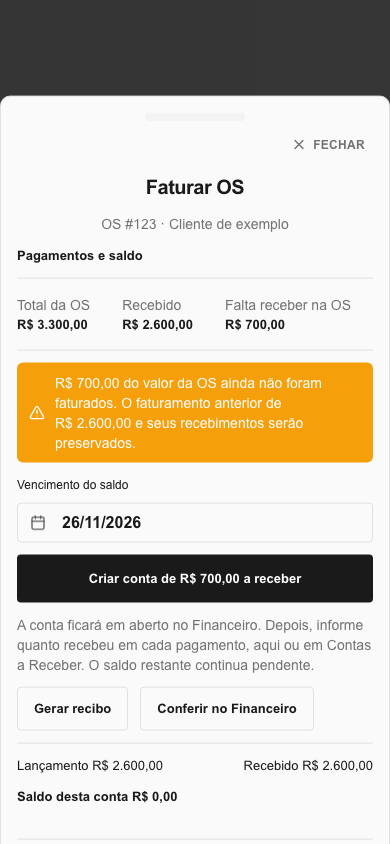 FECHAR
Faturar OS
OS #123 · Cliente de exemplo
Pagamentos e saldo
Total da OS Recebido Falta receber na OS
R$ 3.300,00 R$ 2.600,00 R$ 700,00
R$ 700,00 do valor da OS ainda não foram
faturados. O faturamento anterior de
R$ 2.600,00 e seus recebimentos serão
preservados.
Vencimento do saldo
26/11/2026
Criar conta de R$ 700,00 a receber
A conta ficará em aberto no Financeiro. Depois, informe
quanto recebeu em cada pagamento, aqui ou em Contas
a Receber. O saldo restante continua pendente.
Gerar recibo Conferir no Financeiro
Lançamento R$ 2.600,00 Recebido R$ 2.600,00
Saldo desta conta R$ 0,00